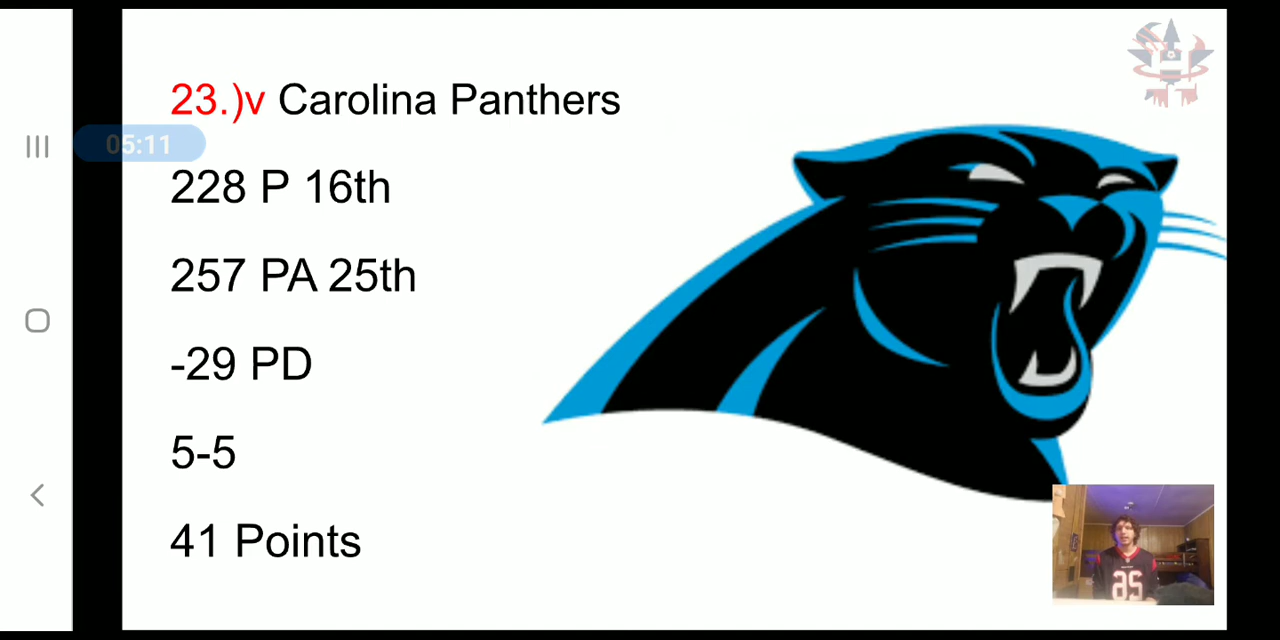 23.)v Carolina Panthers
05:11
228 P 16th
257 PA 25th
-29 PD
5-5
41 Points